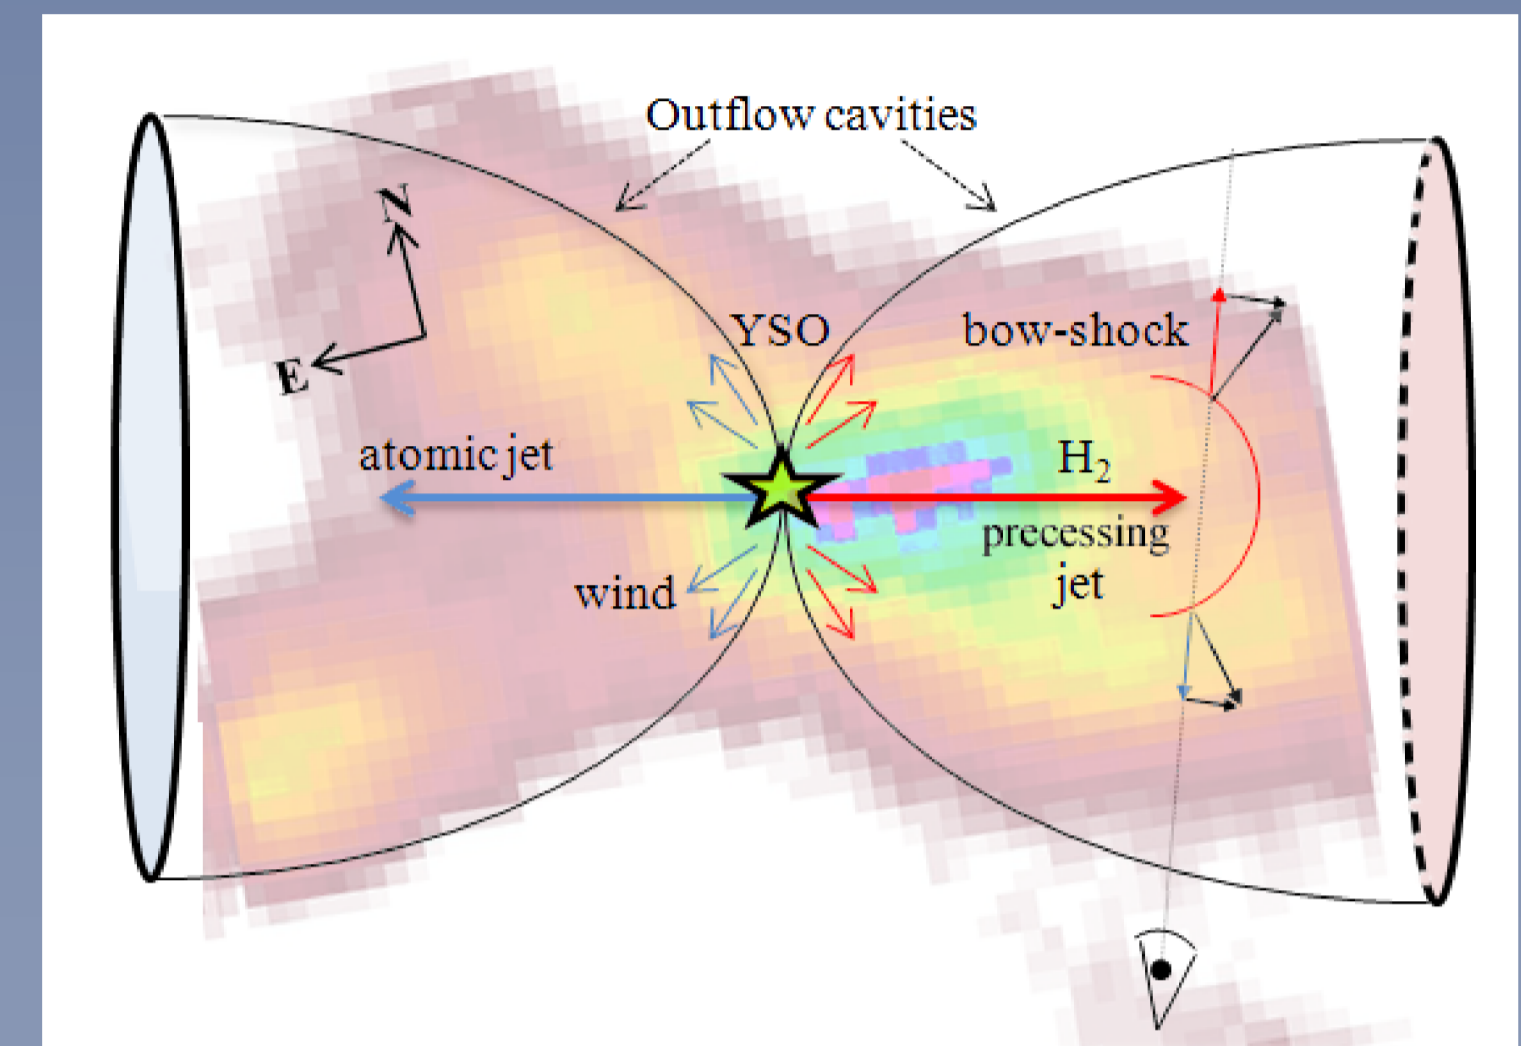 Outflow cavities
N
E
YSO
bow-shock
atomic jet
H₂
precessing
jet
wind